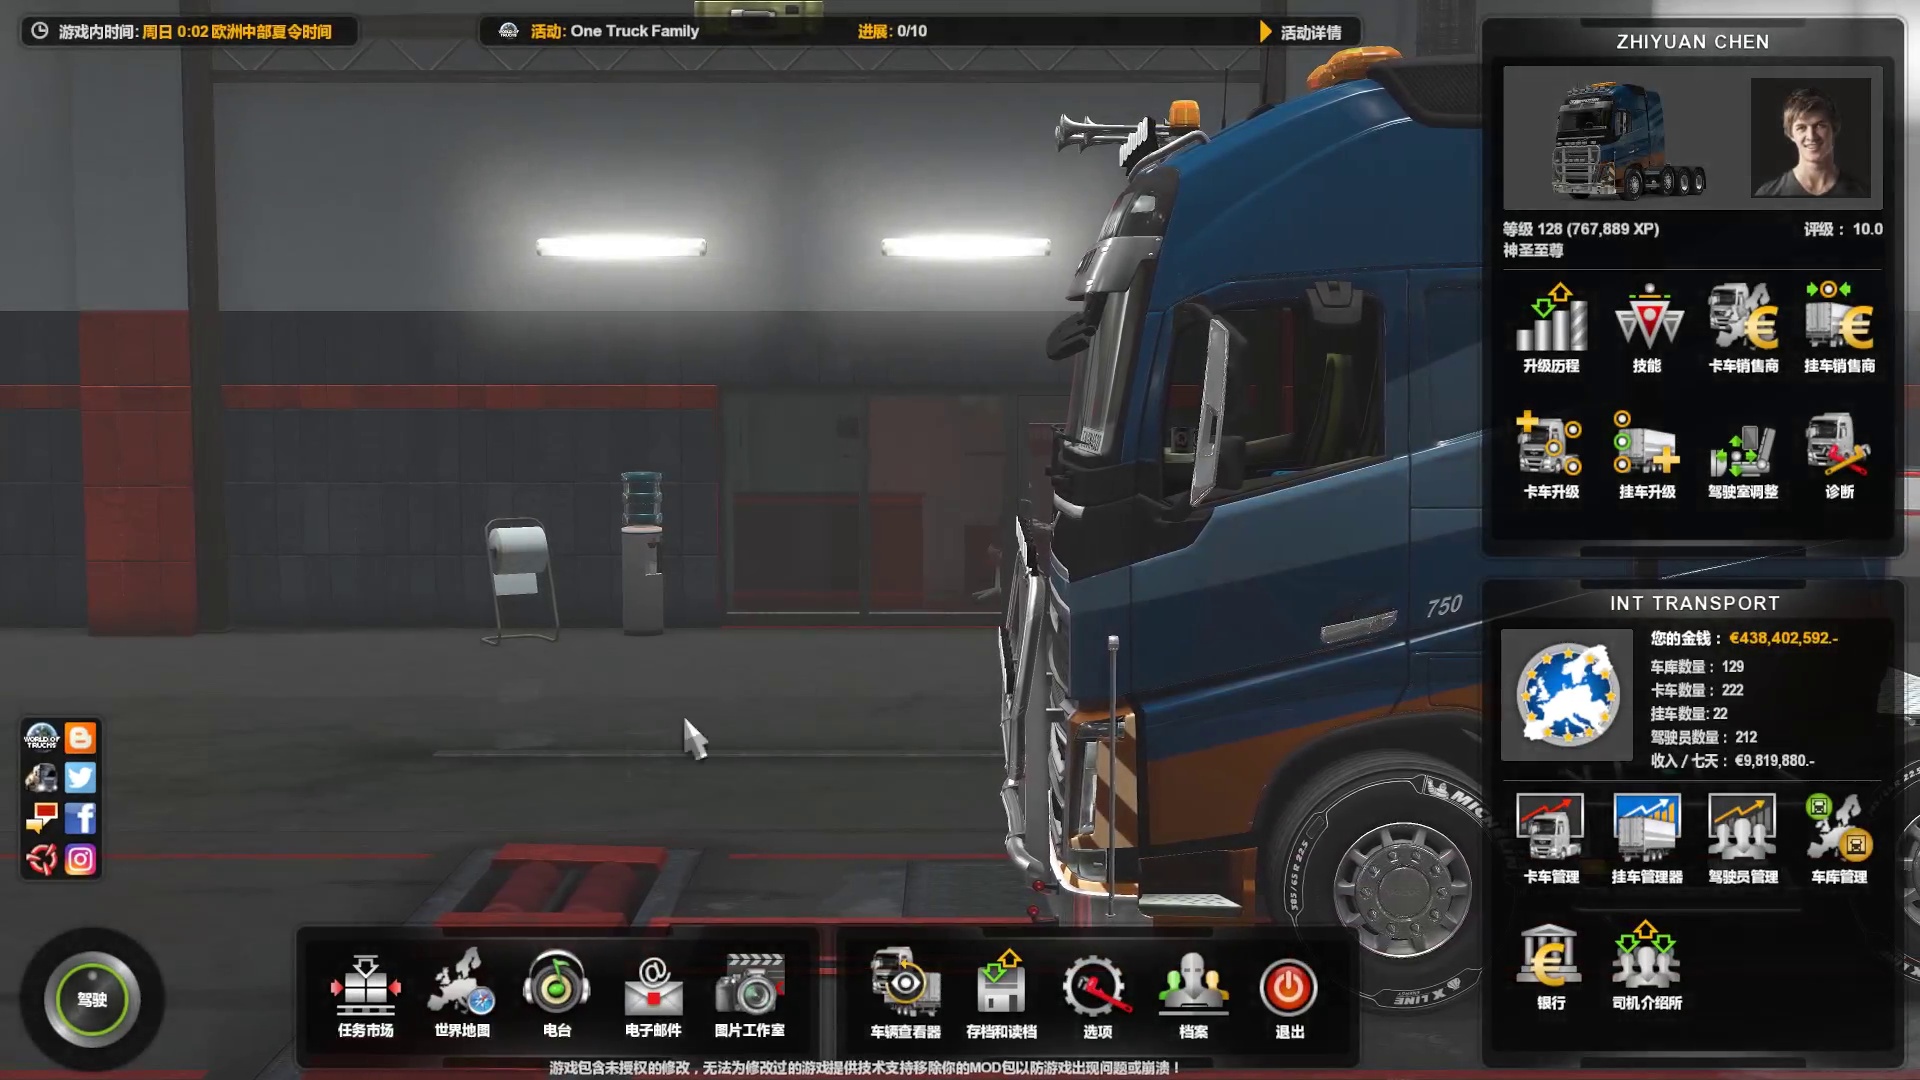 游戏内时间: 周日 0:02 欧洲中部夏令时间
活动: One Truck Family
进展: 0/10
活动详情
ZHIYUAN CHEN
等级 128 (767,889 XP)
评级： 10.0
神圣至尊
升级历程
技能
卡车销售商
挂车销售商
卡车升级
挂车升级
驾驶室调整
诊断
750
INT TRANSPORT
您的金钱： €438,402,592.-
车库数量： 129
卡车数量： 222
挂车数量: 22
驾驶员数量： 212
收入 / 七天： €9,819,880.-
卡车管理
挂车管理器
驾驶员管理
车库管理
银行
司机介绍所
WORLD OF TRUCKS
MICHELIN
385/65 R 22.5
X LINE
驾驶
任务市场
世界地图
电台
电子邮件
图片工作室
车辆查看器
存档和读档
选项
档案
退出
游戏包含未授权的修改，无法为修改过的游戏提供技术支持移除你的MOD包以防游戏出现问题或崩溃！